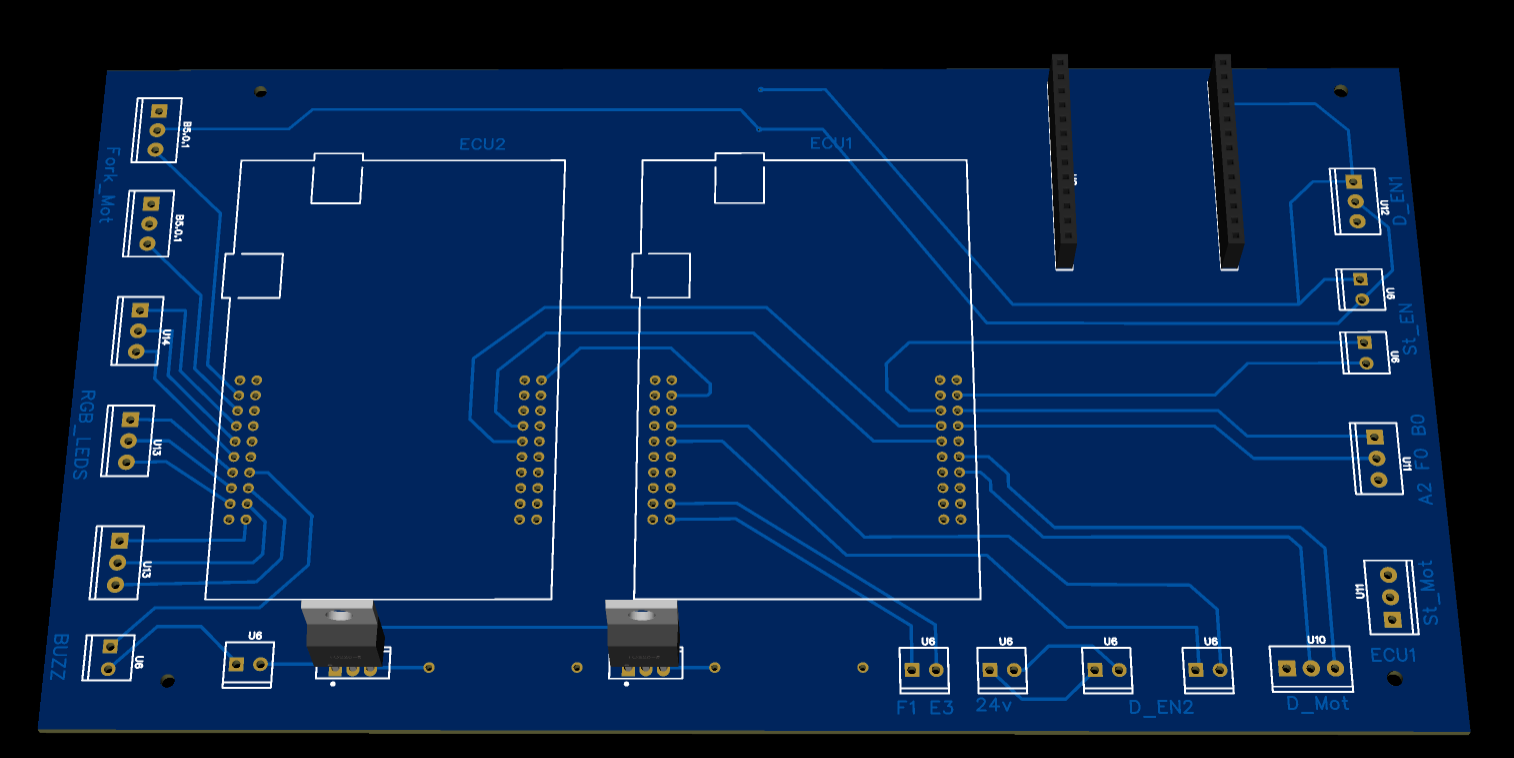 ECU2
ECU1
B5,0,1
Fork_Mot
B5,0,1
U12
D_EN1
U6
St_EN
U6
U14
RGB_LEDS
U13
U11
A2 F0 B0
U13
U11
St_Mot
ECU1
BUZZ
U6
U6
U6
U6
U6
U6
U10
F1 E3
24v
D_EN2
D_Mot